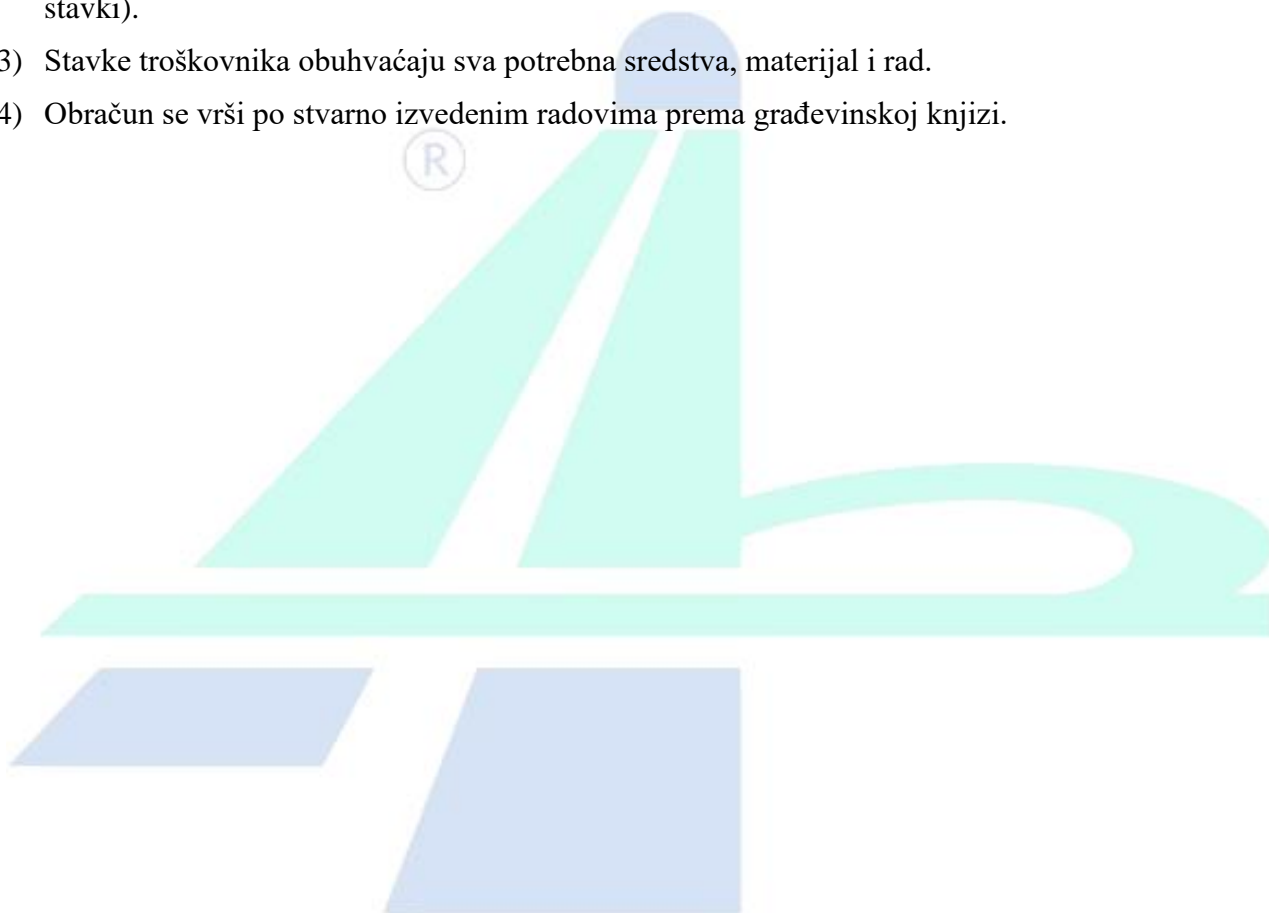 stavki).
3) Stavke troškovnika obuhvaćaju sva potrebna sredstva, materijal i rad.
4) Obračun se vrši po stvarno izvedenim radovima prema građevinskoj knjizi.
®